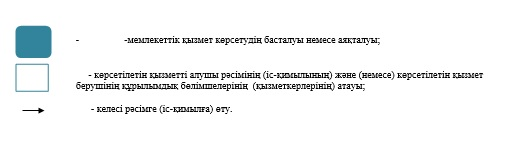 - -мемлекеттік қызмет көрсетудің басталуы немесе аяқталуы;
- көрсетілетін қызметті алушы рәсімінің (іс-қимылының) және (немесе) көрсетілетін қызмет
берушінің құрылымдық бөлімшелерінің (қызметкерлерінің) атауы;
- келесі рәсімге (іс-қимылға) өту.